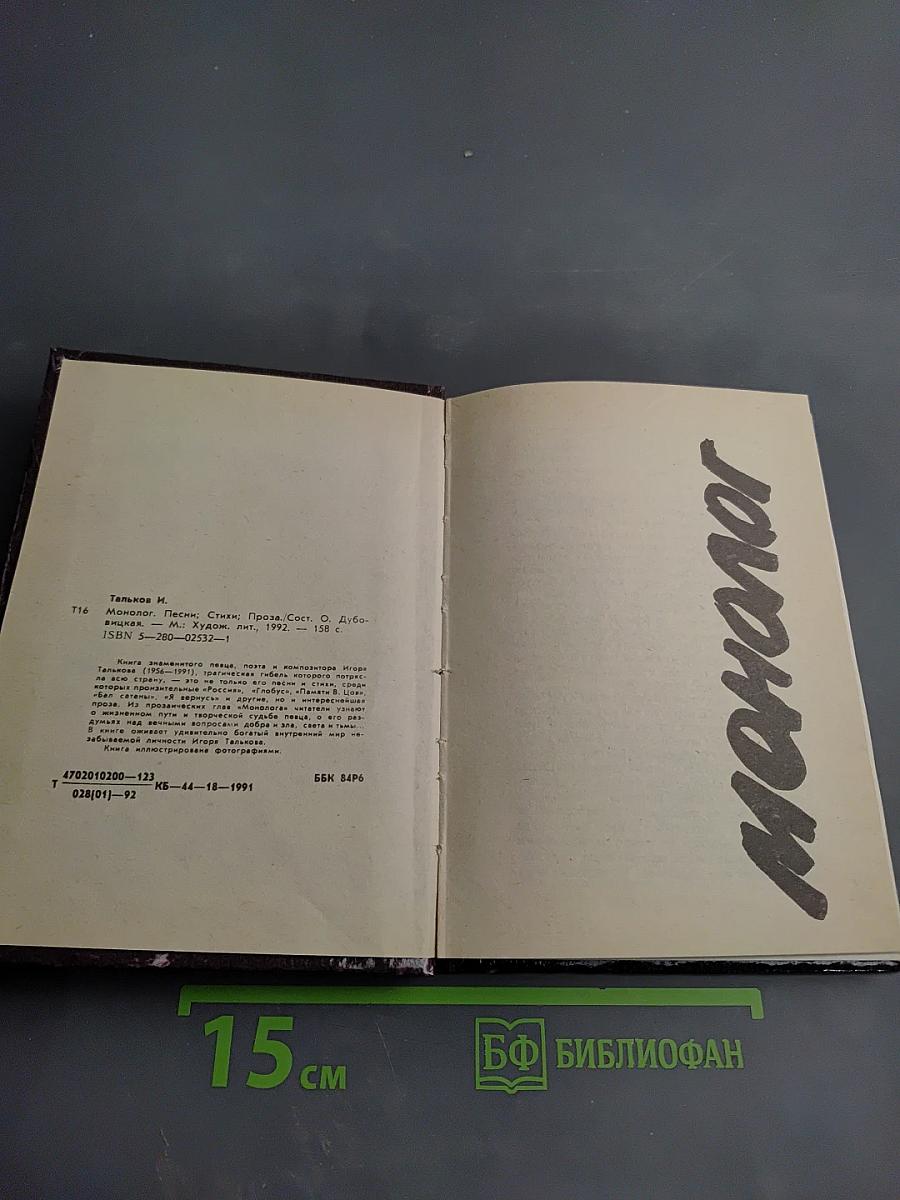 Тальков И.
Т16 Монолог. Песни; Стихи; Проза./Сост. О. Дубо-
вицкая. — М.: Худож. лит., 1992. — 158 с.
ISBN 5—280—02532—1
Книга знаменитого певца, поэта и композитора Игоря
Талькова (1956—1991), трагическая гибель которого потряс-
ла всю страну, — это не только его песни и стихи, среди
которых пронзительные «Россия», «Глобус», «Памяти В. Цоя»,
«Бал сатаны», «Я вернусь» и другие, но и интереснейшая
проза. Из прозаических глав «Монолога» читатели узнают
о жизненном пути и творческой судьбе певца, о его раз-
думьях над вечными вопросами добра и зла, света и тьмы...
В книге оживает удивительно богатый внутренний мир не-
забываемой личности Игоря Талькова.
Книга иллюстрирована фотографиями.
Т 4702010200—123 КБ—44—18—1991 ББК 84Р6
028(01)—92
монолог
15 см БФ БИБЛИОФАН